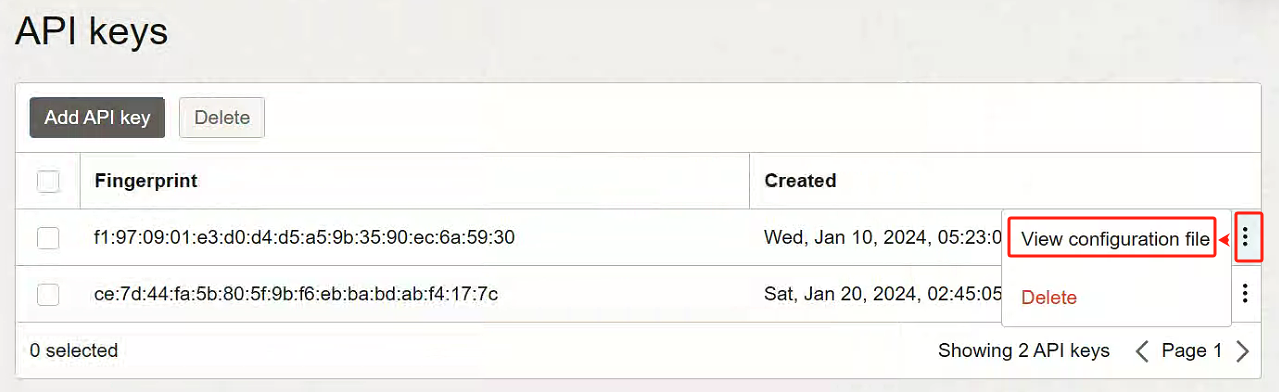 API keys
Add API key Delete
Fingerprint Created
f1:97:09:01:e3:d0:d4:d5:a5:9b:35:90:ec:6a:59:30 Wed, Jan 10, 2024, 05:23:0
View configuration file
ce:7d:44:fa:5b:80:5f:9b:f6:eb:ba:bd:ab:f4:17:7c Sat, Jan 20, 2024, 02:45:05
Delete
0 selected Showing 2 API keys Page 1